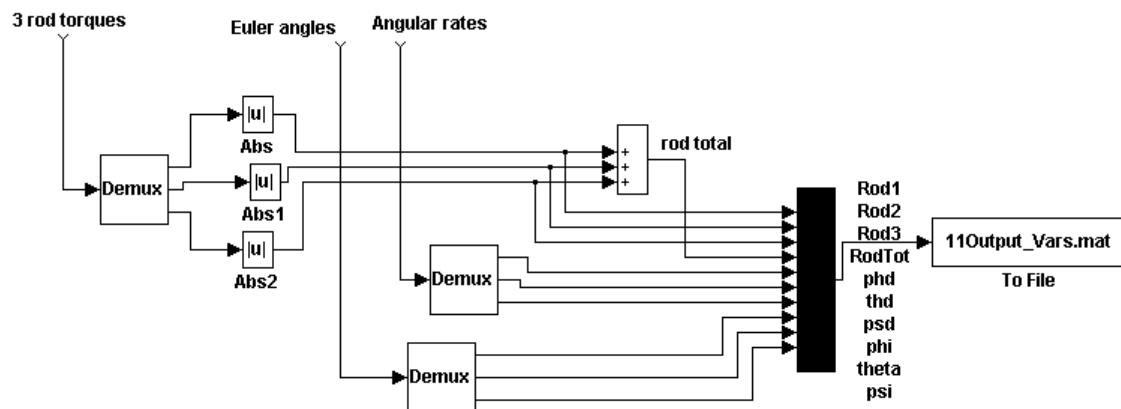 3 rod torques
Euler angles
Angular rates
|u|
Abs
|u|
Abs1
|u|
Abs2
Demux
+
+
+
rod total
Demux
Demux
Rod1
Rod2
Rod3
RodTot
phd
thd
psd
phi
theta
psi
11Output_Vars.mat
To File